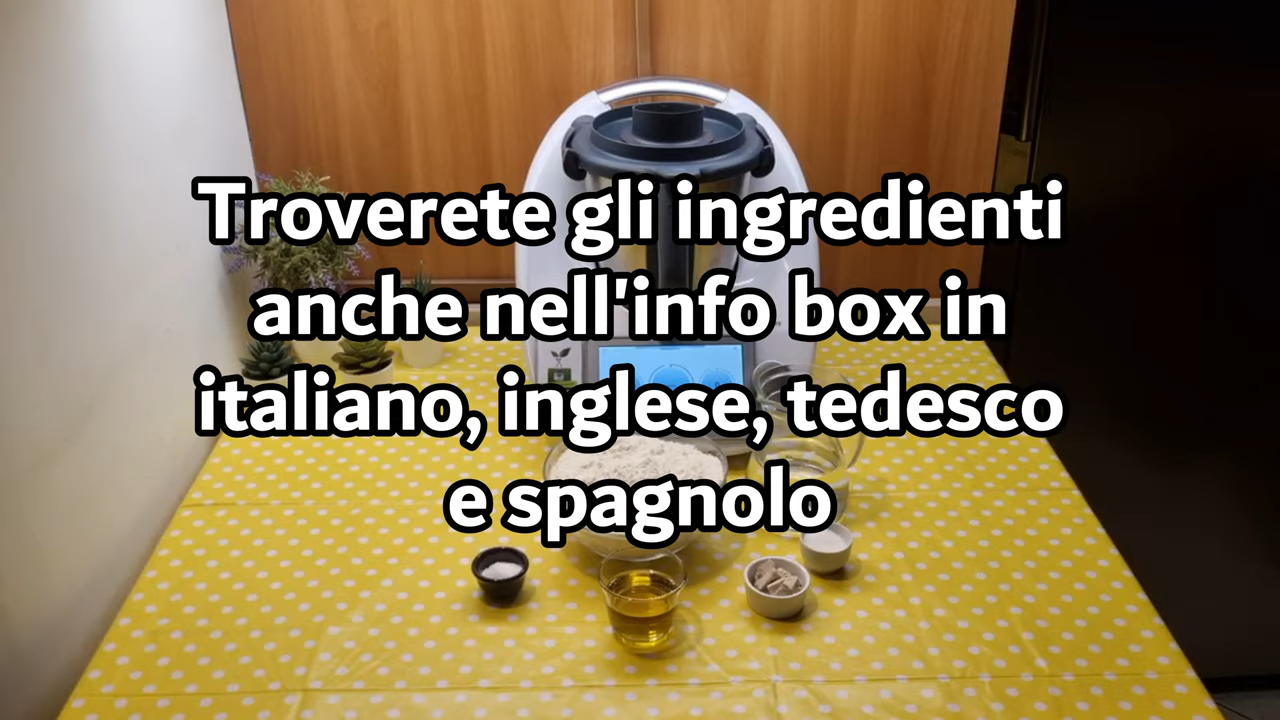 Troverete gli ingredienti
anche nell'info box in
italiano, inglese, tedesco
e spagnolo